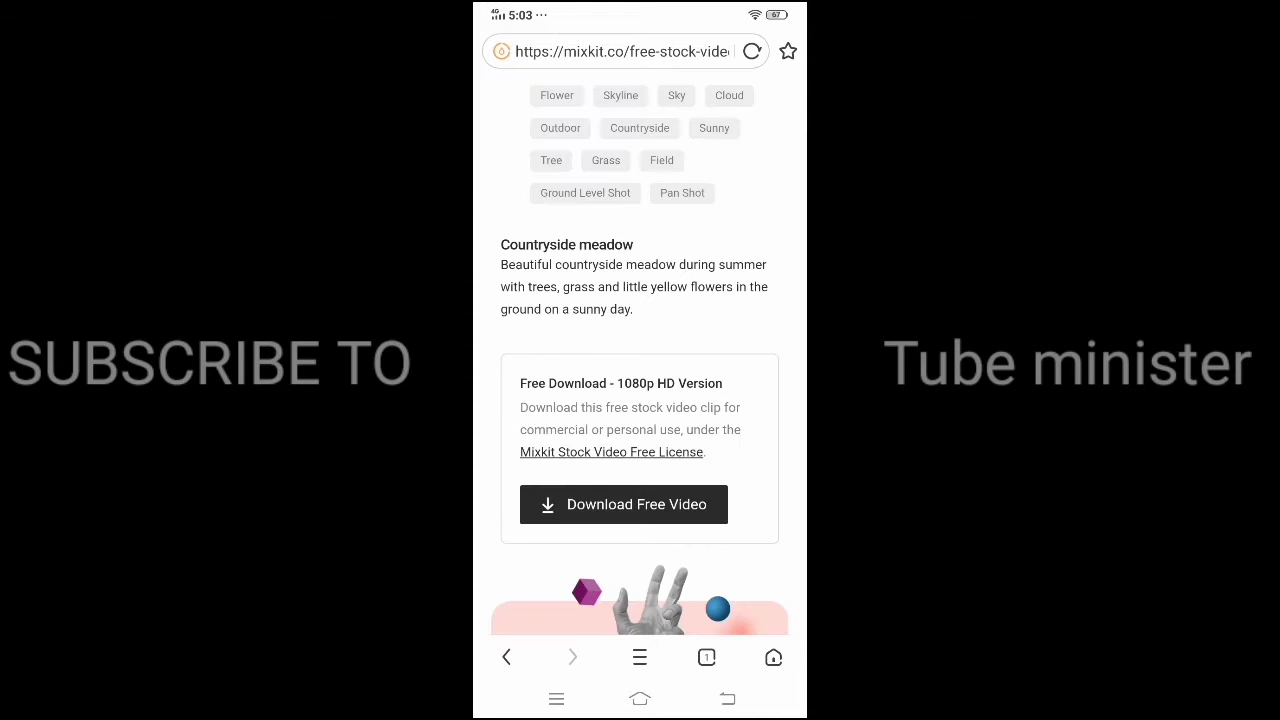 4G 5:03 ··· 67
https://mixkit.co/free-stock-vide
Flower Skyline Sky Cloud
Outdoor Countryside Sunny
Tree Grass Field
Ground Level Shot Pan Shot
Countryside meadow
Beautiful countryside meadow during summer
with trees, grass and little yellow flowers in the
ground on a sunny day.
SUBSCRIBE TO
Tube minister
Free Download - 1080p HD Version
Download this free stock video clip for
commercial or personal use, under the
Mixkit Stock Video Free License.
Download Free Video
1